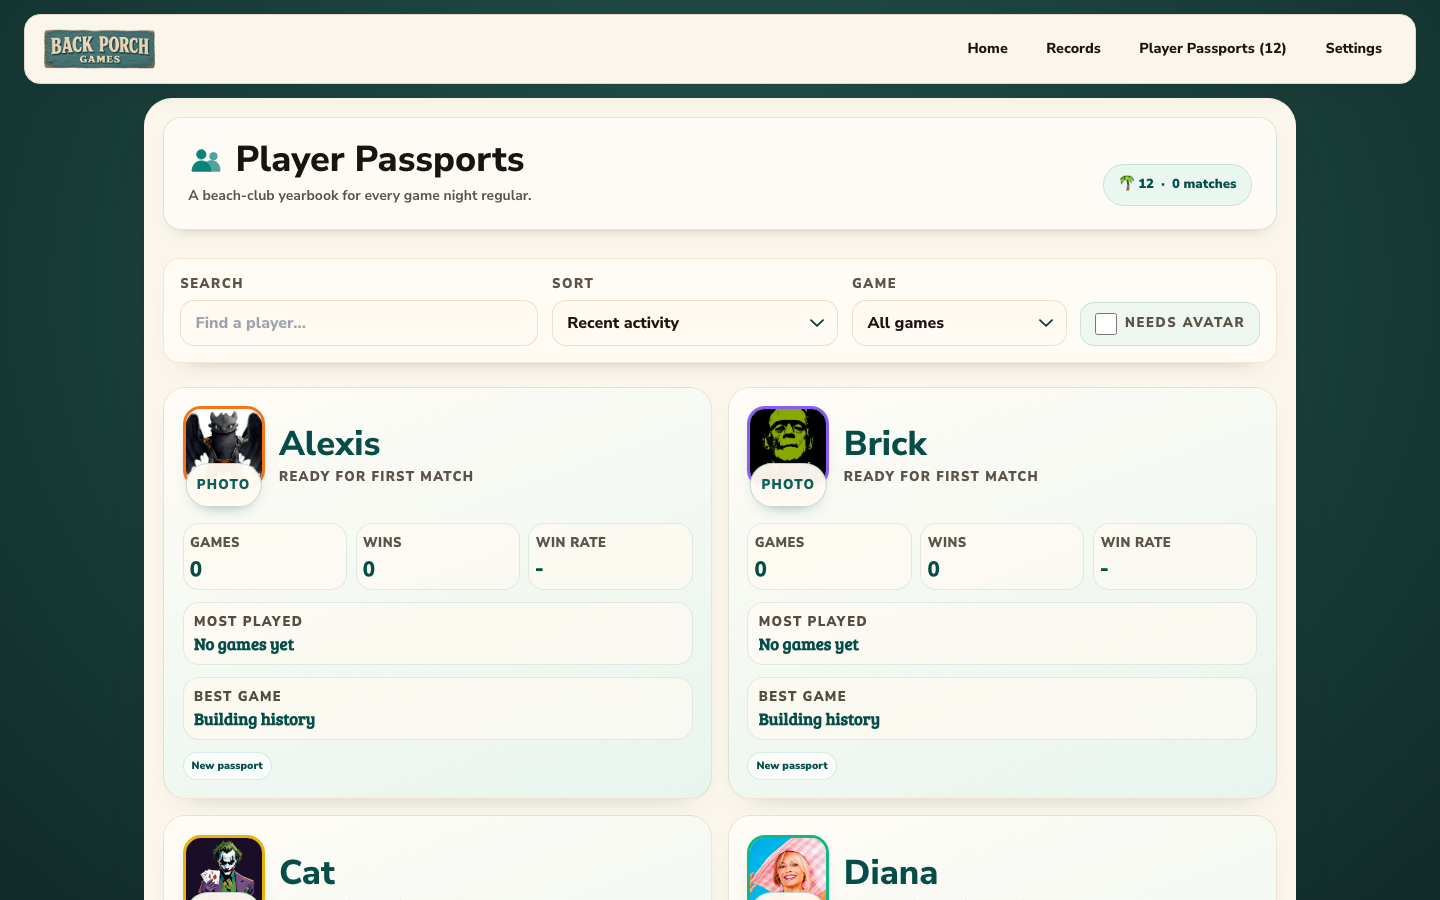 BACK PORCH
GAMES
Home
Records
Player Passports (12)
Settings
Player Passports
A beach-club yearbook for every game night regular.
12 · 0 matches
SEARCH
SORT
GAME
Find a player...
Recent activity
All games
NEEDS AVATAR
Alexis
READY FOR FIRST MATCH
PHOTO
GAMES
0
WINS
0
WIN RATE
-
MOST PLAYED
No games yet
BEST GAME
Building history
New passport
Brick
READY FOR FIRST MATCH
PHOTO
GAMES
0
WINS
0
WIN RATE
-
MOST PLAYED
No games yet
BEST GAME
Building history
New passport
Cat
Diana